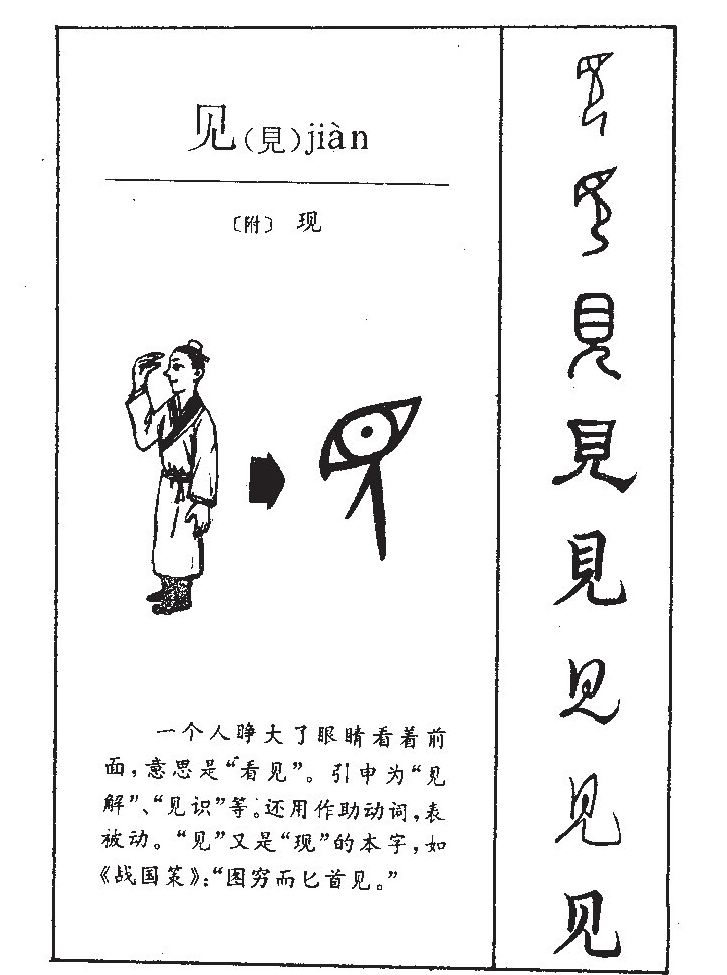 见(見)jiàn
〔附〕 现
一个人睁大了眼睛看着前
面，意思是“看见”。引申为“见
解”、“见识”等。还用作助动词，表
被动。“见”又是“现”的本字，如
《战国策》：“图穷而匕首见。”
見
見
見
見
見
见
见
见